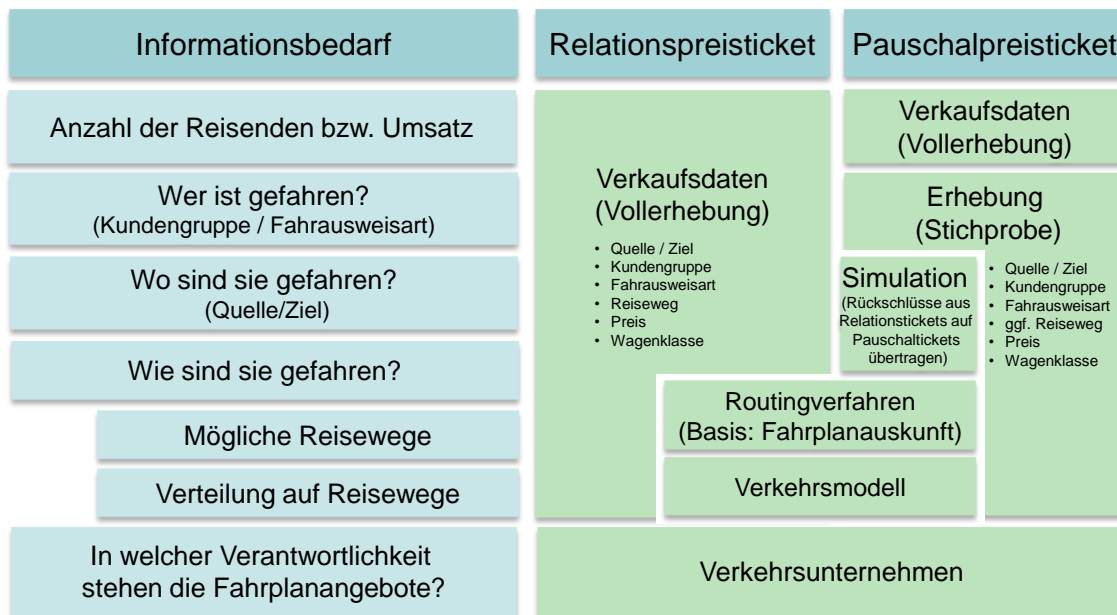 Informationsbedarf
Relationspreisticket
Pauschalpreisticket
Anzahl der Reisenden bzw. Umsatz
Wer ist gefahren?
(Kundengruppe / Fahrausweisart)
Wo sind sie gefahren?
(Quelle/Ziel)
Wie sind sie gefahren?
Mögliche Reisewege
Verteilung auf Reisewege
In welcher Verantwortlichkeit
stehen die Fahrplanangebote?
Verkaufsdaten
(Vollerhebung)
• Quelle / Ziel
• Kundengruppe
• Fahrausweisart
• Reiseweg
• Preis
• Wagenklasse
Verkaufsdaten
(Vollerhebung)
Erhebung
(Stichprobe)
Simulation
(Rückschlüsse aus
Relationstickets auf
Pauschaltickets
übertragen)
• Quelle / Ziel
• Kundengruppe
• Fahrausweisart
• ggf. Reiseweg
• Preis
• Wagenklasse
Routingverfahren
(Basis: Fahrplanauskunft)
Verkehrsmodell
Verkehrsunternehmen